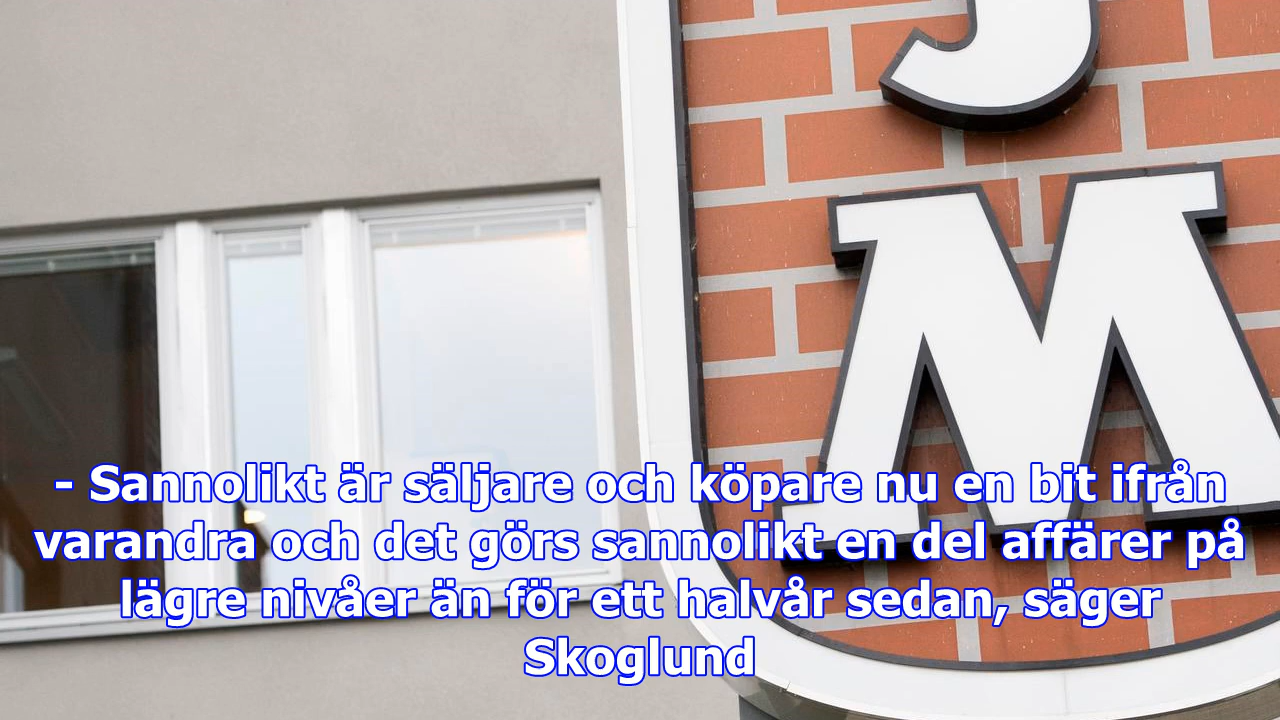 J
M
- Sannolikt är säljare och köpare nu en bit ifrån
varandra och det görs sannolikt en del affärer på
lägre nivåer än för ett halvår sedan, säger
Skoglund